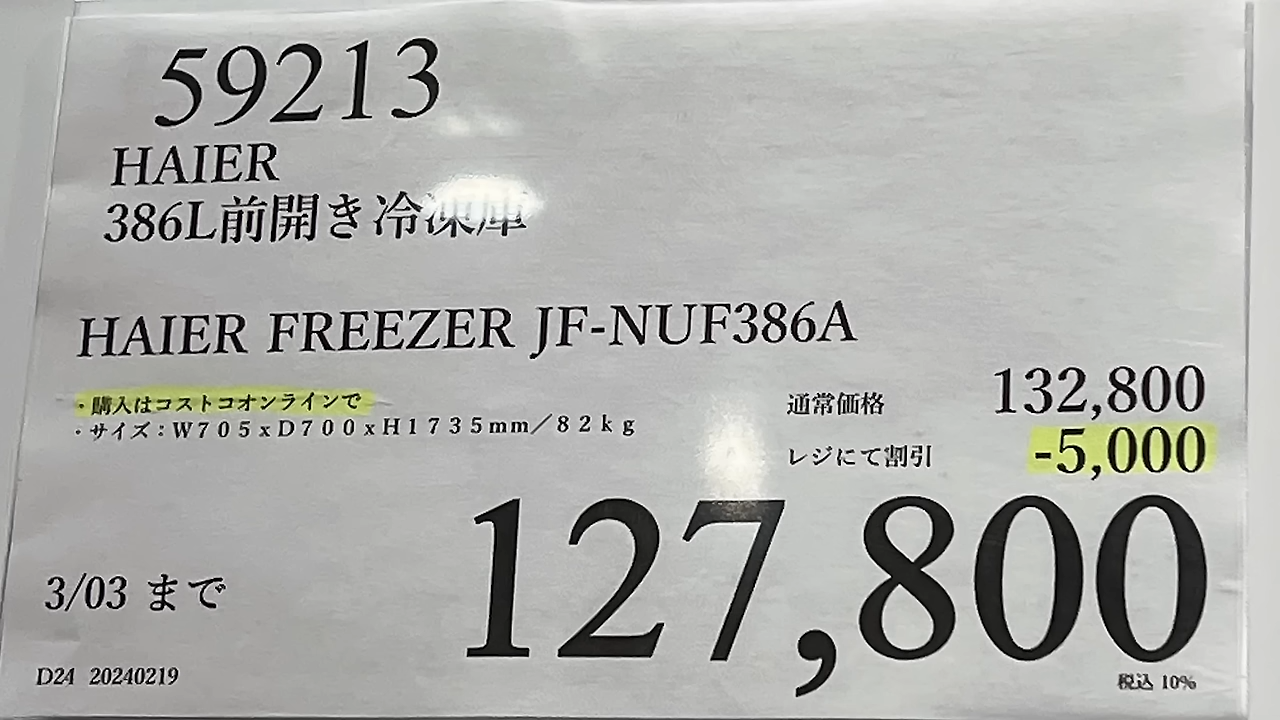 59213
HAIER
386L前開き冷凍庫
HAIER FREEZER JF-NUF386A
・購入はコストコオンラインで
・サイズ：W705xD700xH1735mm／82kg
通常価格 132,800
レジにて割引 -5,000
127,800
3/03 まで
D24 20240219
税込 10%